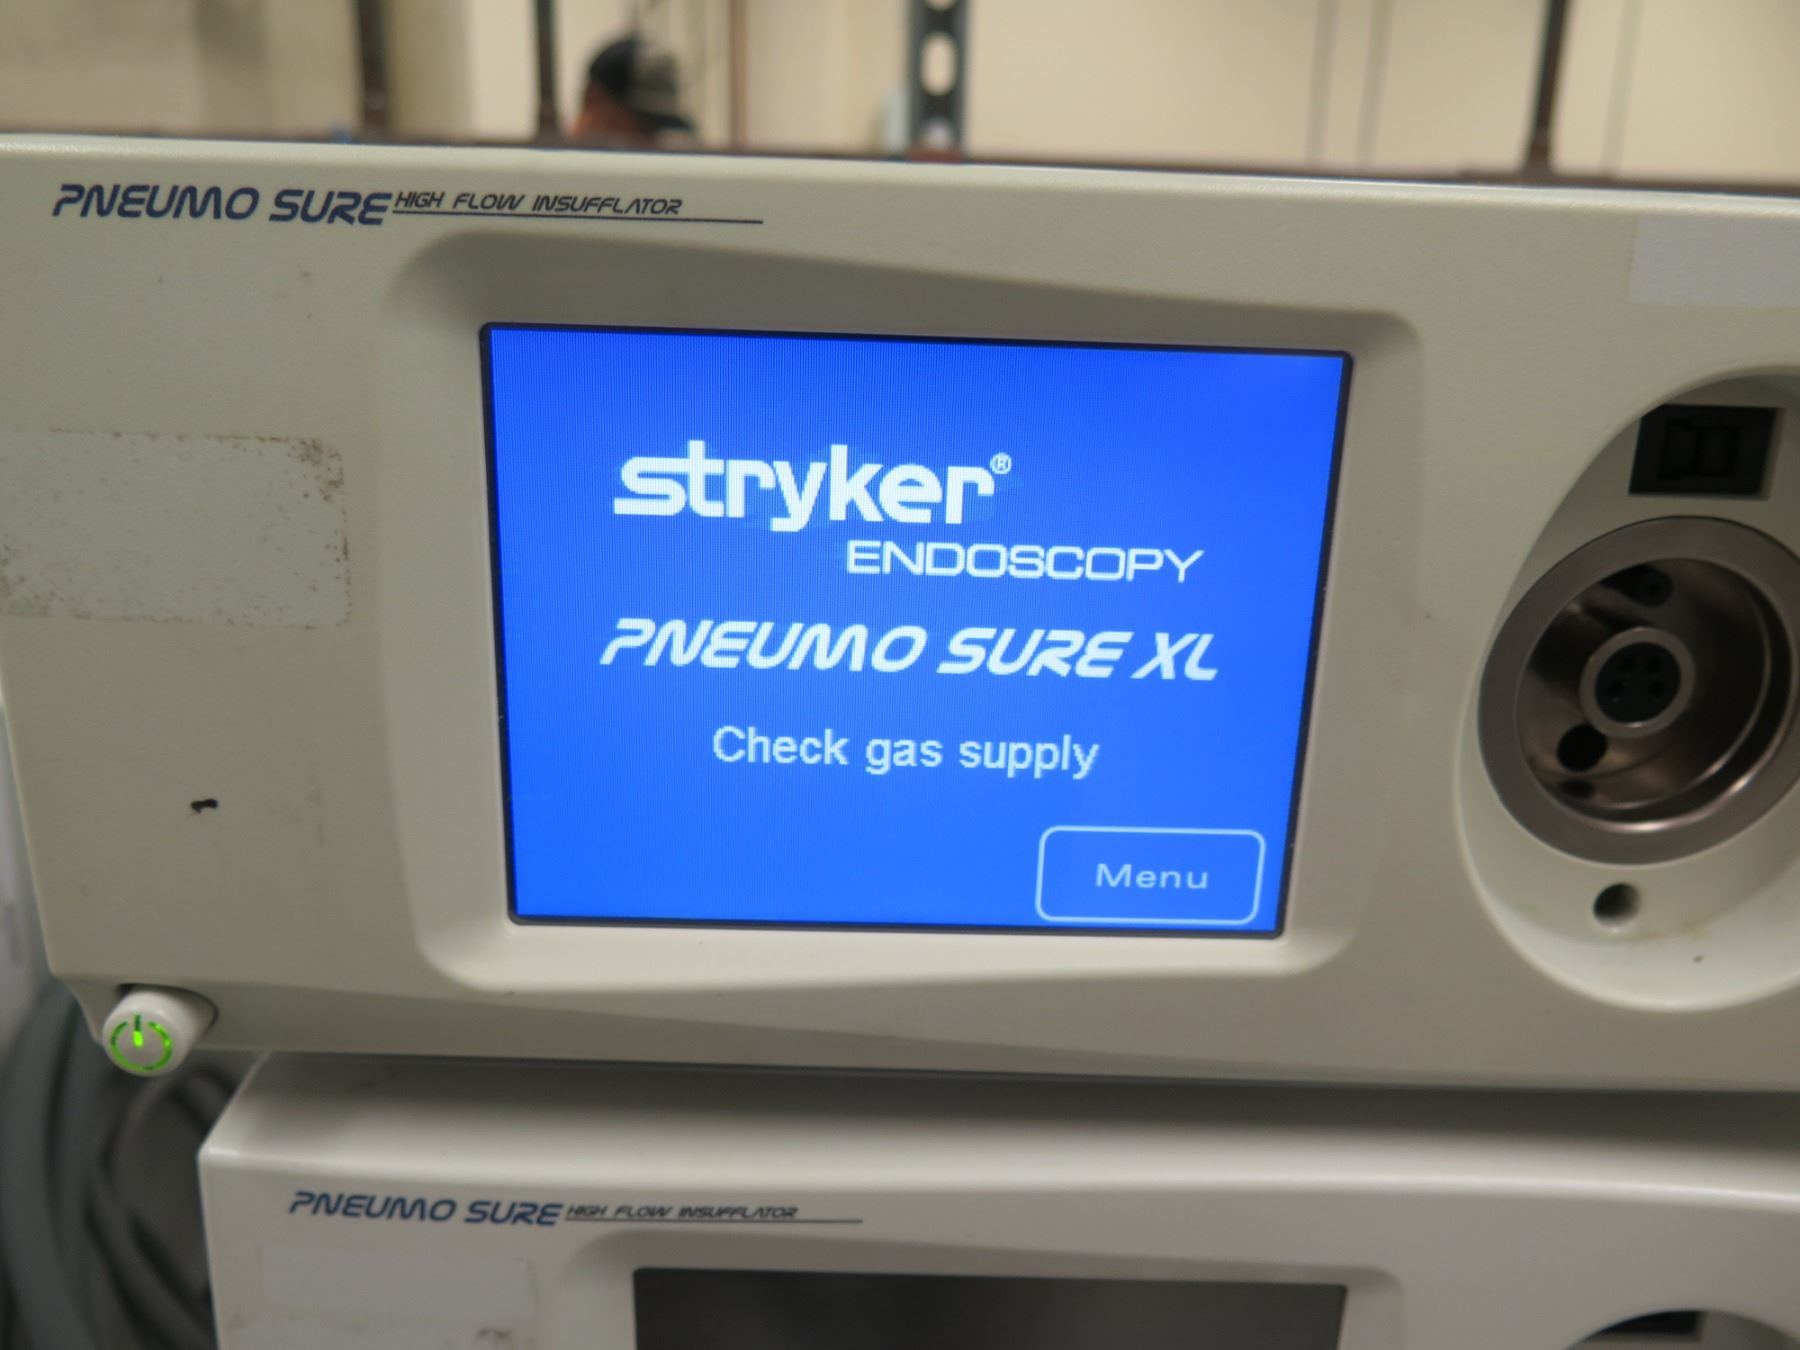 PNEUMO SURE HIGH FLOW INSUFFLATOR
stryker®
ENDOSCOPY
PNEUMO SURE XL
Check gas supply
Menu
PNEUMO SURE HIGH FLOW INSUFFLATOR